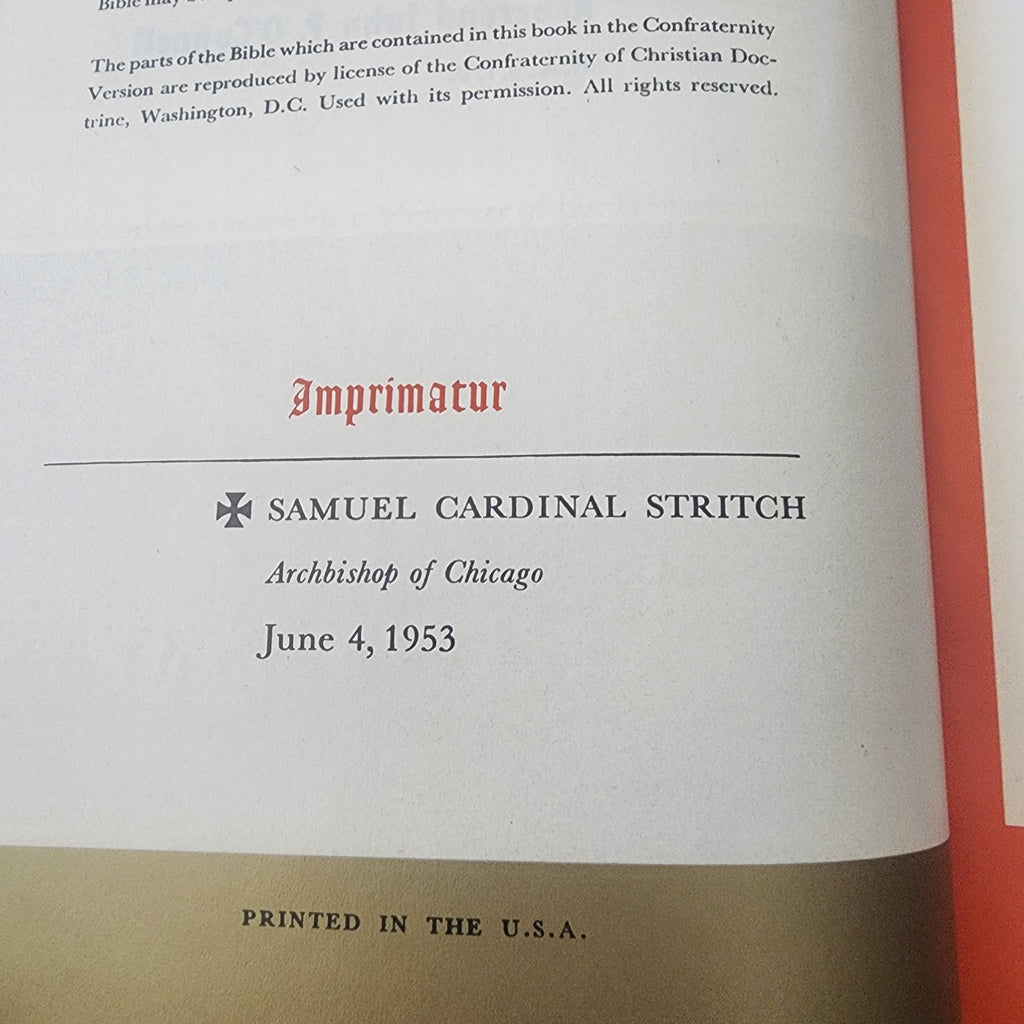 Bible may
The parts of the Bible which are contained in this book in the Confraternity
Version are reproduced by license of the Confraternity of Christian Doc-
trine, Washington, D.C. Used with its permission. All rights reserved.
Imprimatur
✠ SAMUEL CARDINAL STRITCH
Archbishop of Chicago
June 4, 1953
PRINTED IN THE U.S.A.